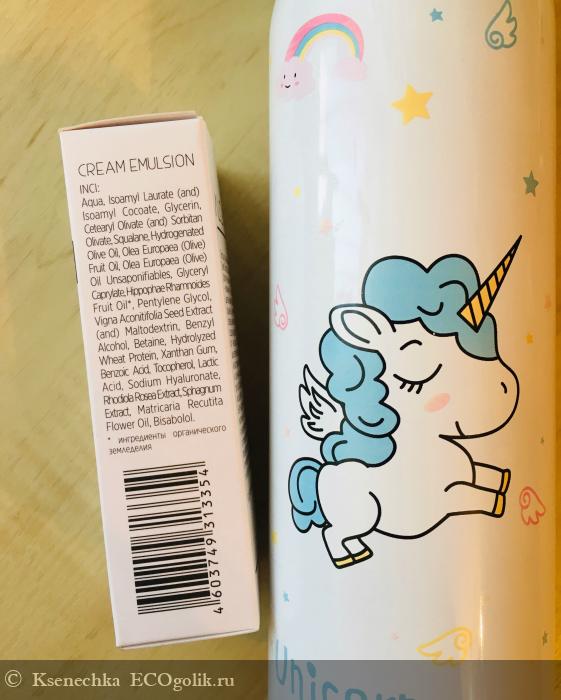 CREAM EMULSION
INCI:
Aqua, Isoamyl Laurate (and)
Isoamyl Cocoate, Glycerin,
Cetearyl Olivate (and) Sorbitan
Olivate, Squalane, Hydrogenated
Olive Oil, Olea Europaea (Olive)
Fruit Oil, Olea Europaea (Olive)
Oil Unsaponifiables, Glyceryl
Caprylate, Hippophae Rhamnoides
Fruit Oil*, Pentylene Glycol,
Vigna Aconitifolia Seed Extract
(and) Maltodextrin, Benzyl
Alcohol, Betaine, Hydrolyzed
Wheat Protein, Xanthan Gum,
Benzoic Acid, Tocopherol, Lactic
Acid, Sodium Hyaluronate,
Rhodiola Rosea Extract, Sphagnum
Extract, Matricaria Recutita
Flower Oil, Bisabolol.
* ингредиенты органического
земледелия
4603749313354
Unicorn
© Ksenechka ECOgolik.ru